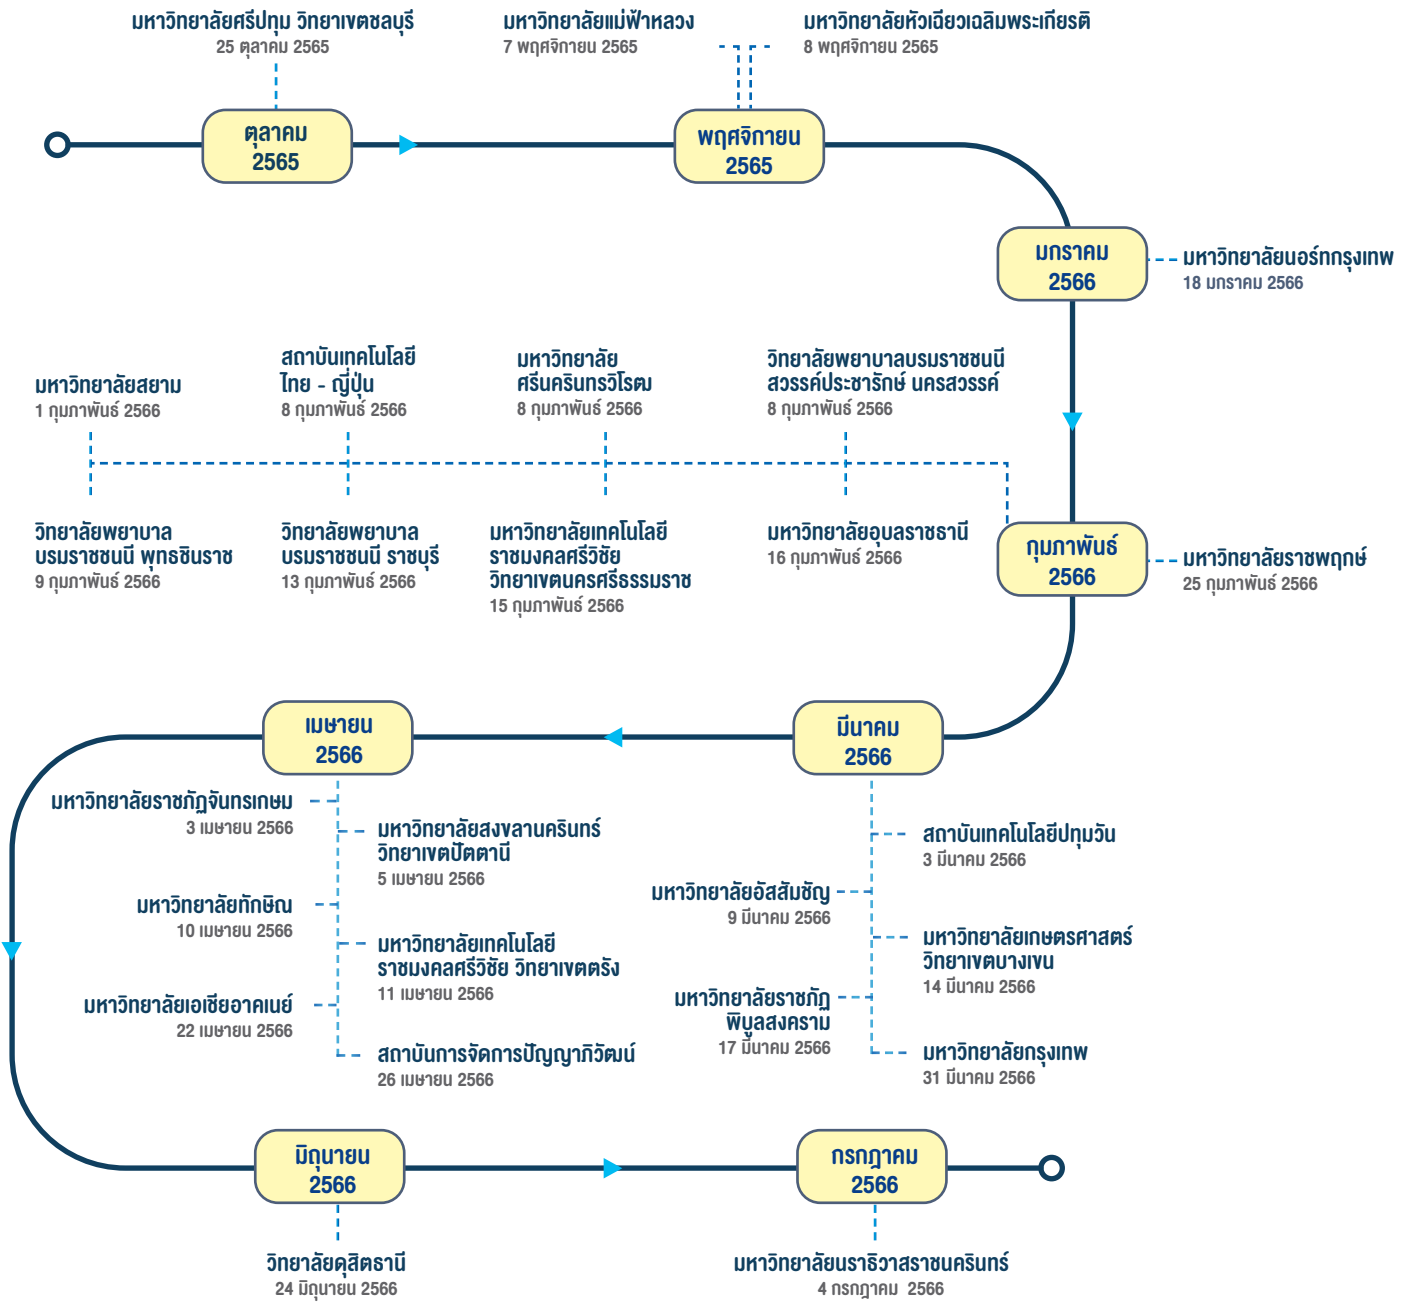 มหาวิทยาลัยศรีปทุม วิทยาเขตชลบุรี
25 ตุลาคม 2565
มหาวิทยาลัยแม่ฟ้าหลวง
7 พฤศจิกายน 2565
มหาวิทยาลัยหัวเฉียวเฉลิมพระเกียรติ
8 พฤศจิกายน 2565
ตุลาคม
2565
พฤศจิกายน
2565
มกราคม
2566
มหาวิทยาลัยนอร์ทกรุงเทพ
18 มกราคม 2566
มหาวิทยาลัยสยาม
1 กุมภาพันธ์ 2566
สถาบันเทคโนโลยี
ไทย - ญี่ปุ่น
8 กุมภาพันธ์ 2566
มหาวิทยาลัย
ศรีนครินทรวิโรฒ
8 กุมภาพันธ์ 2566
วิทยาลัยพยาบาลบรมราชชนนี
สวรรค์ประชารักษ์ นครสวรรค์
8 กุมภาพันธ์ 2566
วิทยาลัยพยาบาล
บรมราชชนนี พุทธชินราช
9 กุมภาพันธ์ 2566
วิทยาลัยพยาบาล
บรมราชชนนี ราชบุรี
13 กุมภาพันธ์ 2566
มหาวิทยาลัยเทคโนโลยี
ราชมงคลศรีวิชัย
วิทยาเขตนครศรีธรรมราช
15 กุมภาพันธ์ 2566
มหาวิทยาลัยอุบลราชธานี
16 กุมภาพันธ์ 2566
กุมภาพันธ์
2566
มหาวิทยาลัยราชพฤกษ์
25 กุมภาพันธ์ 2566
เมษายน
2566
มีนาคม
2566
มหาวิทยาลัยราชภัฏจันทรเกษม
3 เมษายน 2566
มหาวิทยาลัยสงขลานครินทร์
วิทยาเขตปัตตานี
5 เมษายน 2566
มหาวิทยาลัยทักษิณ
10 เมษายน 2566
มหาวิทยาลัยเทคโนโลยี
ราชมงคลศรีวิชัย วิทยาเขตตรัง
11 เมษายน 2566
มหาวิทยาลัยเอเชียอาคเนย์
22 เมษายน 2566
สถาบันการจัดการปัญญาภิวัฒน์
26 เมษายน 2566
สถาบันเทคโนโลยีปทุมวัน
3 มีนาคม 2566
มหาวิทยาลัยอัสสัมชัญ
9 มีนาคม 2566
มหาวิทยาลัยเกษตรศาสตร์
วิทยาเขตบางเขน
14 มีนาคม 2566
มหาวิทยาลัยราชภัฏ
พิบูลสงคราม
17 มีนาคม 2566
มหาวิทยาลัยกรุงเทพ
31 มีนาคม 2566
มิถุนายน
2566
กรกฎาคม
2566
วิทยาลัยดุสิตธานี
24 มิถุนายน 2566
มหาวิทยาลัยนราธิวาสราชนครินทร์
4 กรกฎาคม 2566